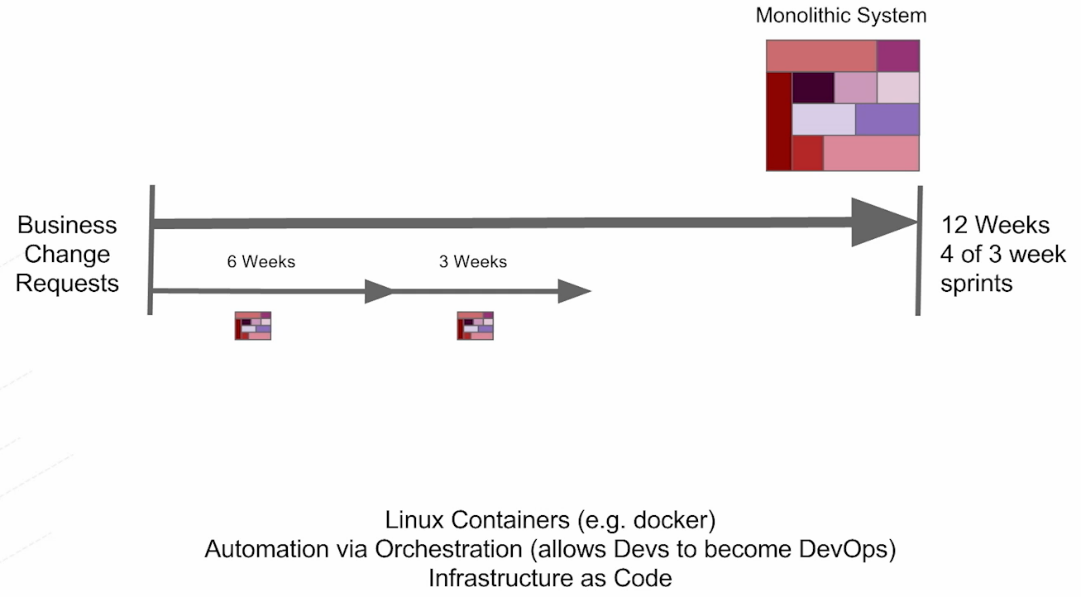 Monolithic System
Business
Change
Requests
6 Weeks
3 Weeks
12 Weeks
4 of 3 week
sprints
Linux Containers (e.g. docker)
Automation via Orchestration (allows Devs to become DevOps)
Infrastructure as Code